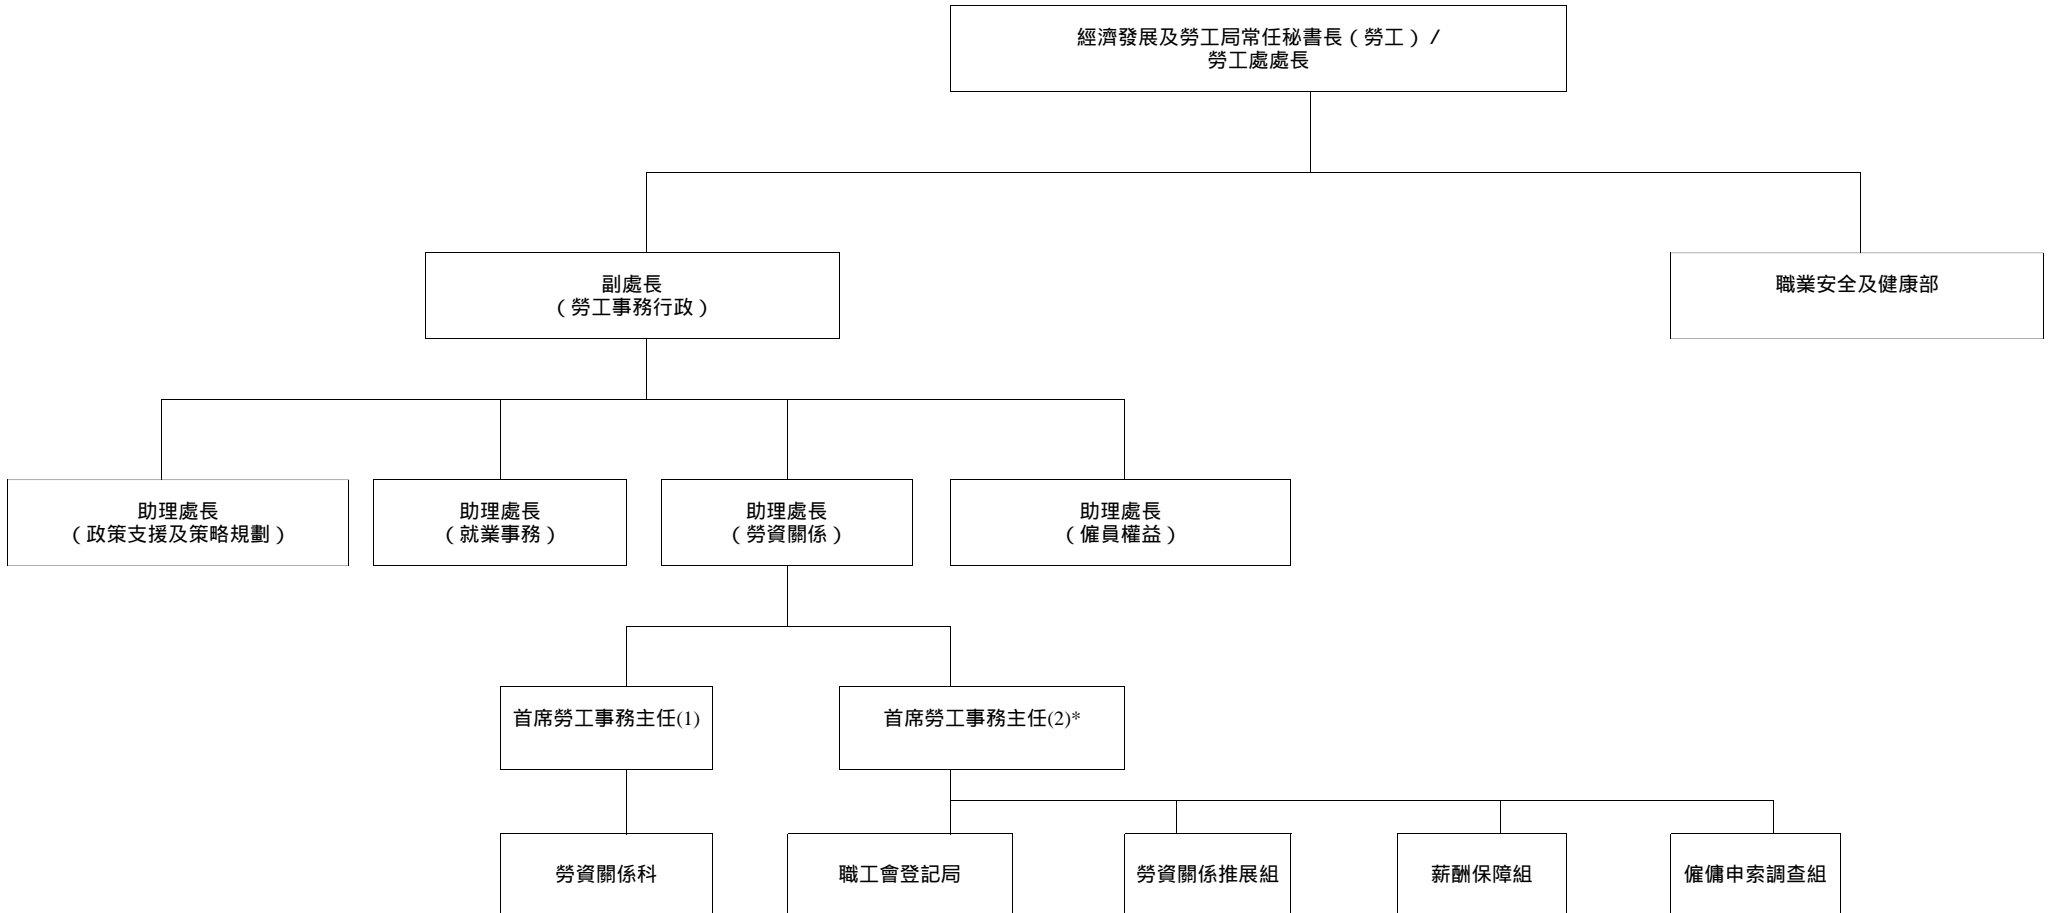 經濟發展及勞工局常任秘書長（勞工）/
勞工處處長
副處長
（勞工事務行政）
職業安全及健康部
助理處長
（政策支援及策略規劃）
助理處長
（就業事務）
助理處長
（勞資關係）
助理處長
（僱員權益）
首席勞工事務主任(1)
首席勞工事務主任(2)*
勞資關係科
職工會登記局
勞資關係推展組
薪酬保障組
僱傭申索調查組